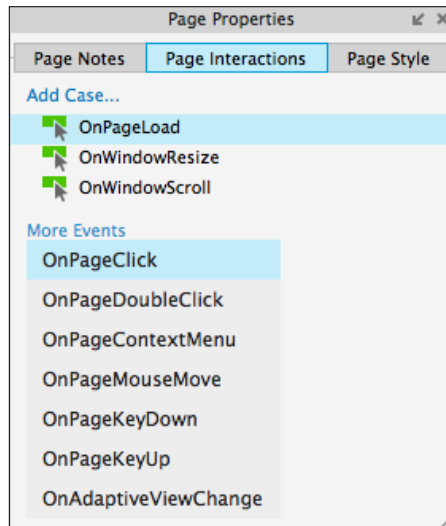 Page Properties
Page Notes Page Interactions Page Style
Add Case...
OnPageLoad
OnWindowResize
OnWindowScroll
More Events
OnPageClick
OnPageDoubleClick
OnPageContextMenu
OnPageMouseMove
OnPageKeyDown
OnPageKeyUp
OnAdaptiveViewChange